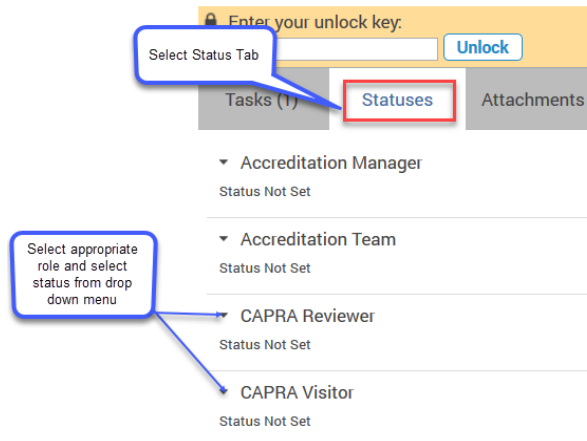 Enter your unlock key:
Select Status Tab
Unlock
Tasks (1)
Statuses
Attachments
Accreditation Manager
Status Not Set
Accreditation Team
Status Not Set
Select appropriate
role and select
status from drop
down menu
CAPRA Reviewer
Status Not Set
CAPRA Visitor
Status Not Set